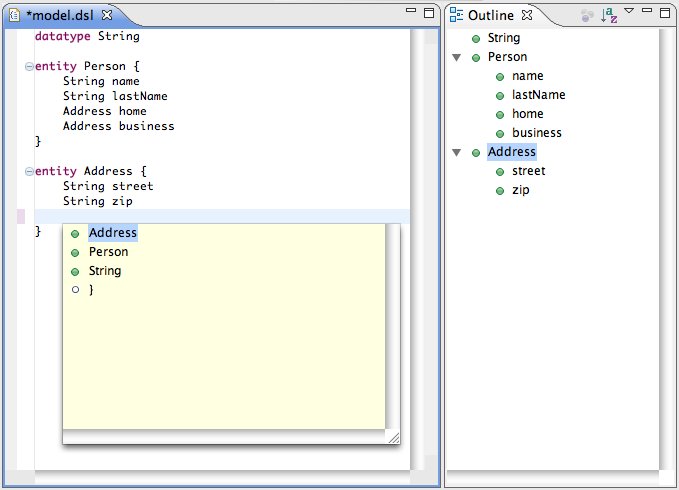 *model.dsl
datatype String
entity Person {
String name
String lastName
Address home
Address business
}
entity Address {
String street
String zip
}
Address
Person
String
}
Outline
String
Person
name
lastName
home
business
Address
street
zip